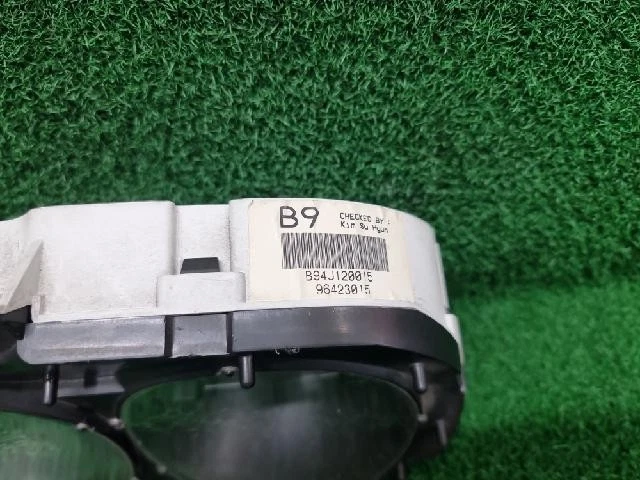 B9
CHECKED BY :
Kim Su Hyun
B94J120015
96423015